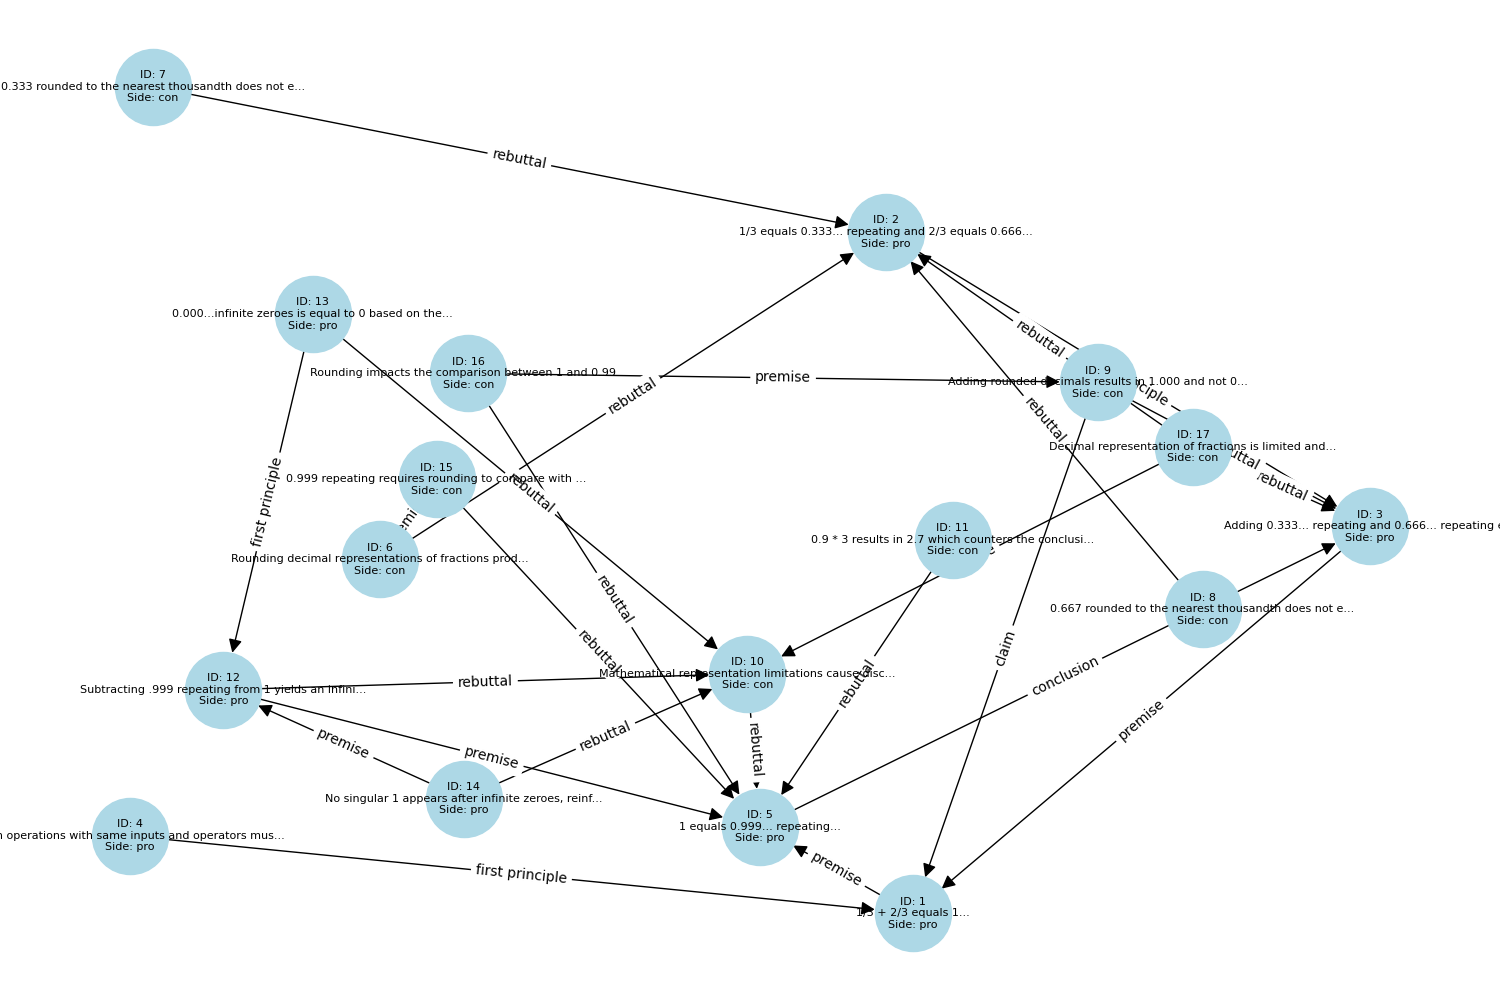 ID: 7
0.333 rounded to the nearest thousandth does not e...
Side: con
rebuttal
ID: 2
1/3 equals 0.333... repeating and 2/3 equals 0.666...
Side: pro
ID: 13
0.000...infinite zeroes is equal to 0 based on the...
Side: pro
rebuttal
ID: 16
Rounding impacts the comparison between 1 and 0.99
Side: con
premise
ID: 9
Adding rounded decimals results in 1.000 and not 0...
Side: con
rebuttal
rebuttal
ID: 17
Decimal representation of fractions is limited and...
Side: con
ID: 15
0.999 repeating requires rounding to compare with ...
Side: con
rebuttal
rebuttal
first principle
ID: 3
Adding 0.333... repeating and 0.666... repeating
Side: pro
ID: 11
0.9 * 3 results in 2.7 which counters the conclusi...
Side: con
ID: 6
Rounding decimal representations of fractions prod...
Side: con
rebuttal
ID: 8
0.667 rounded to the nearest thousandth does not e...
Side: con
rebuttal
claim
ID: 10
Mathematical representation limitations cause disc...
Side: con
rebuttal
conclusion
rebuttal
ID: 12
Subtracting .999 repeating from 1 yields an infini...
Side: pro
premise
premise
rebuttal
premise
rebuttal
ID: 14
No singular 1 appears after infinite zeroes, reinf...
Side: pro
ID: 5
1 equals 0.999... repeating...
Side: pro
ID: 4
operations with same inputs and operators mus...
Side: pro
first principle
premise
ID: 1
1/3 + 2/3 equals 1...
Side: pro